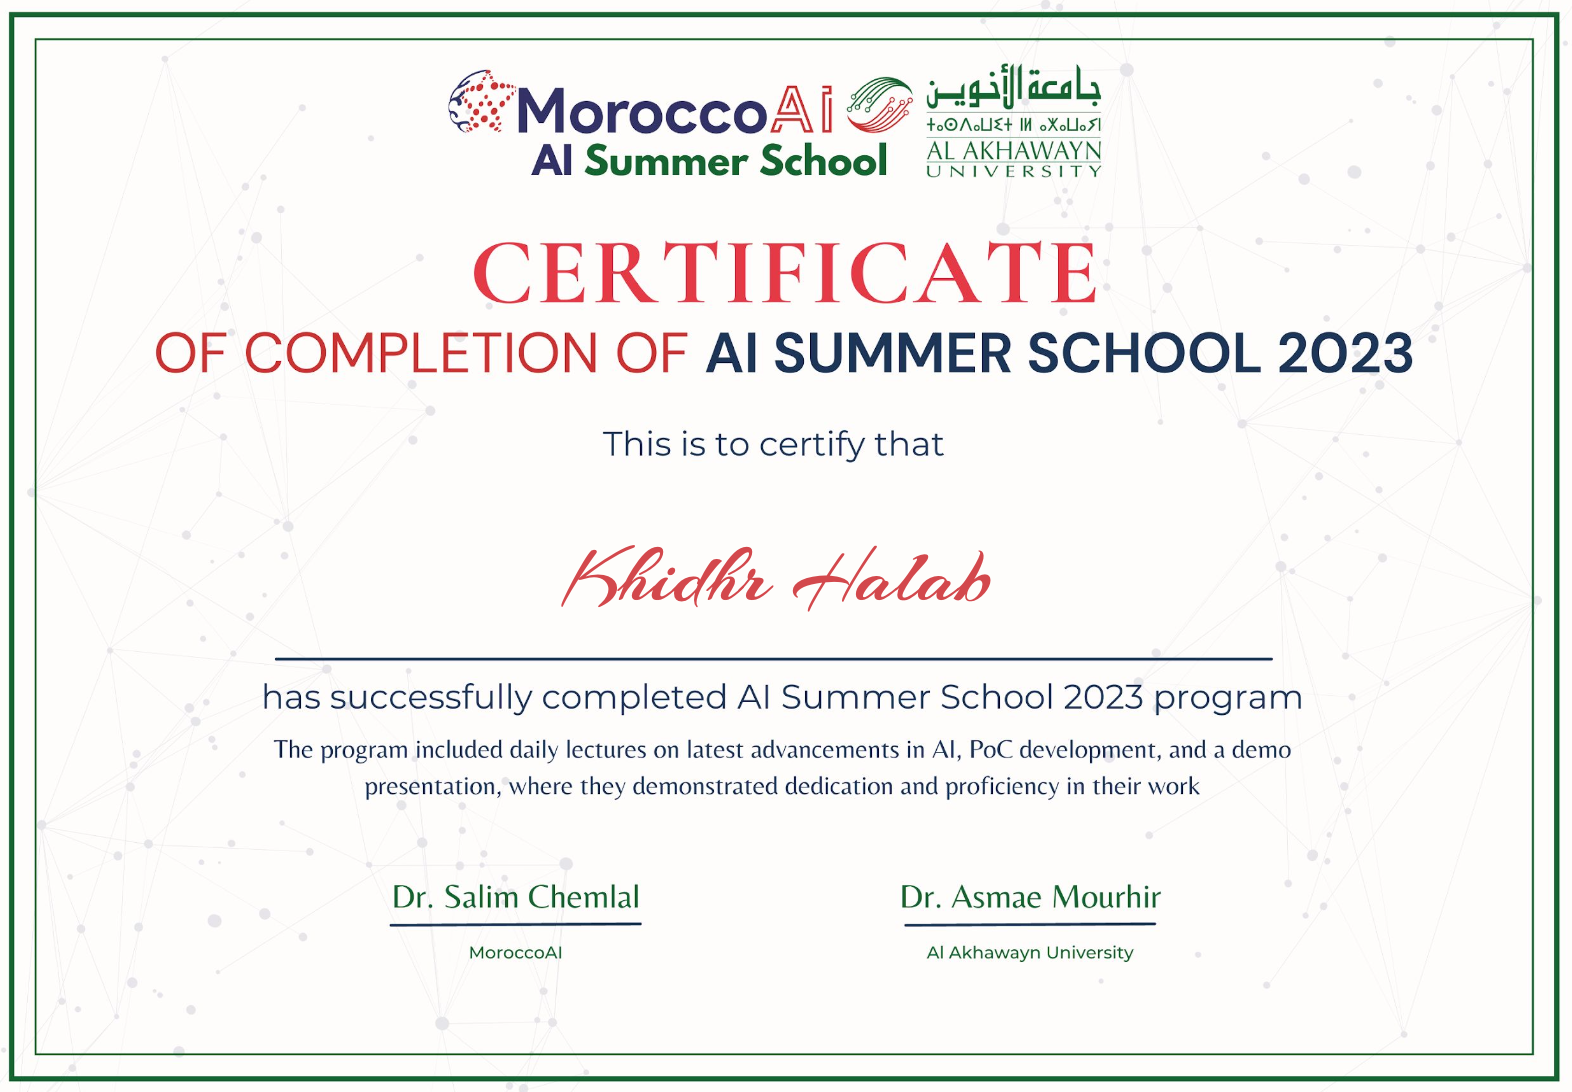 MoroccoAi
AI Summer School
جامعة الأخوين
ⵜⴰⵙⴷⴰⵡⵉⵜ ⵏ ⴰⵅⴰⵡⴰⵢⵏ
AL AKHAWAYN
UNIVERSITY
CERTIFICATE
OF COMPLETION OF AI SUMMER SCHOOL 2023
This is to certify that
Khidhr Halab
has successfully completed AI Summer School 2023 program
The program included daily lectures on latest advancements in AI, PoC development, and a demo
presentation, where they demonstrated dedication and proficiency in their work
Dr. Salim Chemlal
MoroccoAI
Dr. Asmae Mourhir
Al Akhawayn University